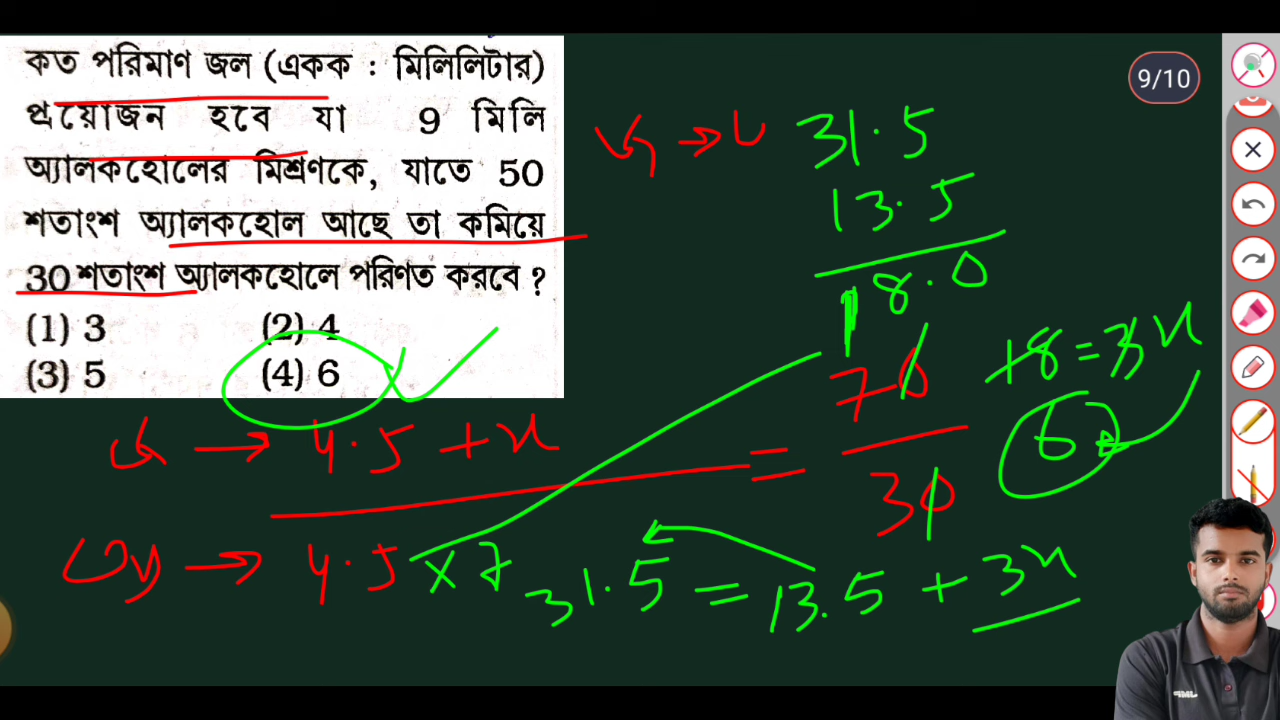 কত পরিমাণ জল (একক : মিলিলিটার)
প্রয়োজন হবে যা 9 মিলি
অ্যালকহোলের মিশ্রণকে, যাতে 50
শতাংশ অ্যালকহোল আছে তা কমিয়ে
30 শতাংশ অ্যালকহোলে পরিণত করবে ?
(1) 3 (2) 4
(3) 5 (4) 6
9/10
31.5
13.5
18.0
জ → 4.5 + x = 70
অ্যা → 4.5 × 7 30
31.5 = 13.5 + 3x
18 = 3x
6